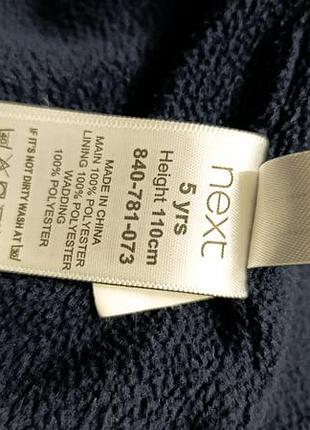 next
5 yrs
Height 110cm
840-781-073
MADE IN CHINA
MAIN 100% POLYESTER
LINING 100% POLYESTER
WADDING
100% POLYESTER
IF IT'S NOT DIRTY WASH AT 30